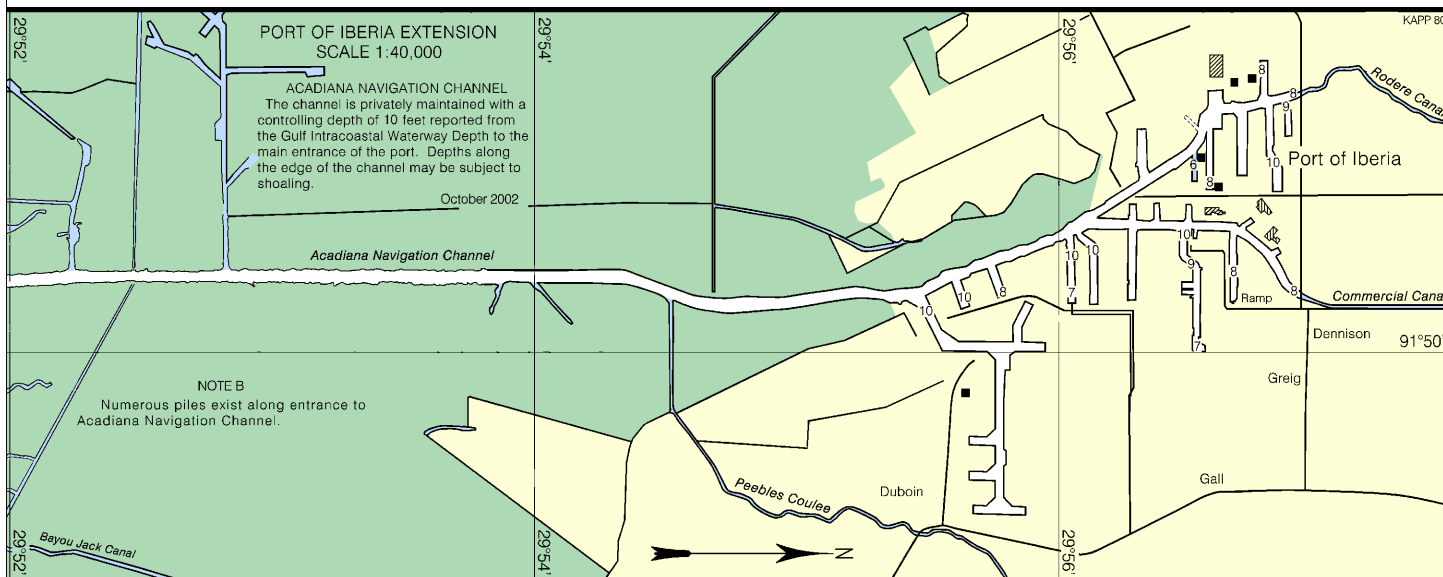 29°52'
PORT OF IBERIA EXTENSION
SCALE 1:40,000
29°54'
29°56'
KAPP 80
ACADIANA NAVIGATION CHANNEL
The channel is privately maintained with a
controlling depth of 10 feet reported from
the Gulf Intracoastal Waterway Depth to the
main entrance of the port. Depths along
the edge of the channel may be subject to
shoaling.
October 2002
Rodere Canal
8
8
9
10
6
8
Port of Iberia
Acadiana Navigation Channel
10
10
7
10
9
8
8
7
10
8
10
Ramp
Commercial Cana
Dennison
91°50'
Greig
NOTE B
Numerous piles exist along entrance to
Acadiana Navigation Channel.
Gall
Duboin
Peebles Coulee
Bayou Jack Canal
29°52'
29°54'
N
29°56'